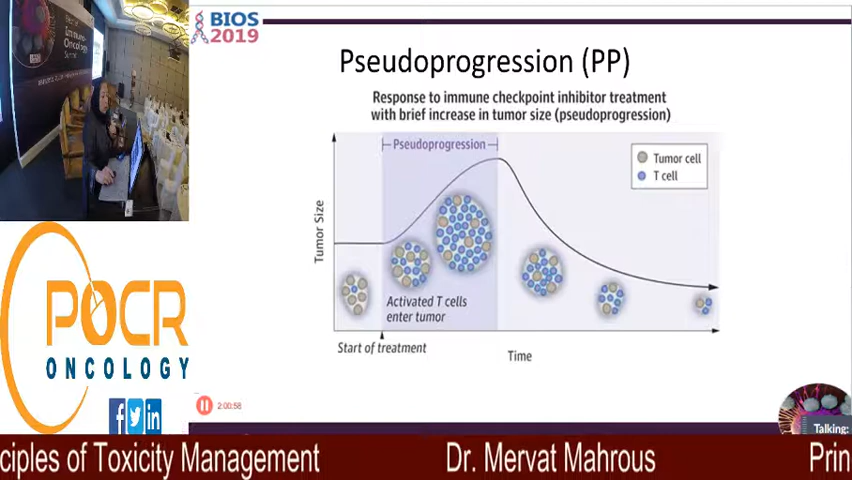 BIOS
2019
Pseudoprogression (PP)
Response to immune checkpoint inhibitor treatment
with brief increase in tumor size (pseudoprogression)
Pseudoprogression
Tumor cell
T cell
Tumor Size
Activated T cells
enter tumor
Start of treatment
Time
Immuno-
Oncology
POCR
ONCOLOGY
2:00:58
Talking:
ciples of Toxicity Management
Dr. Mervat Mahrous
Prin